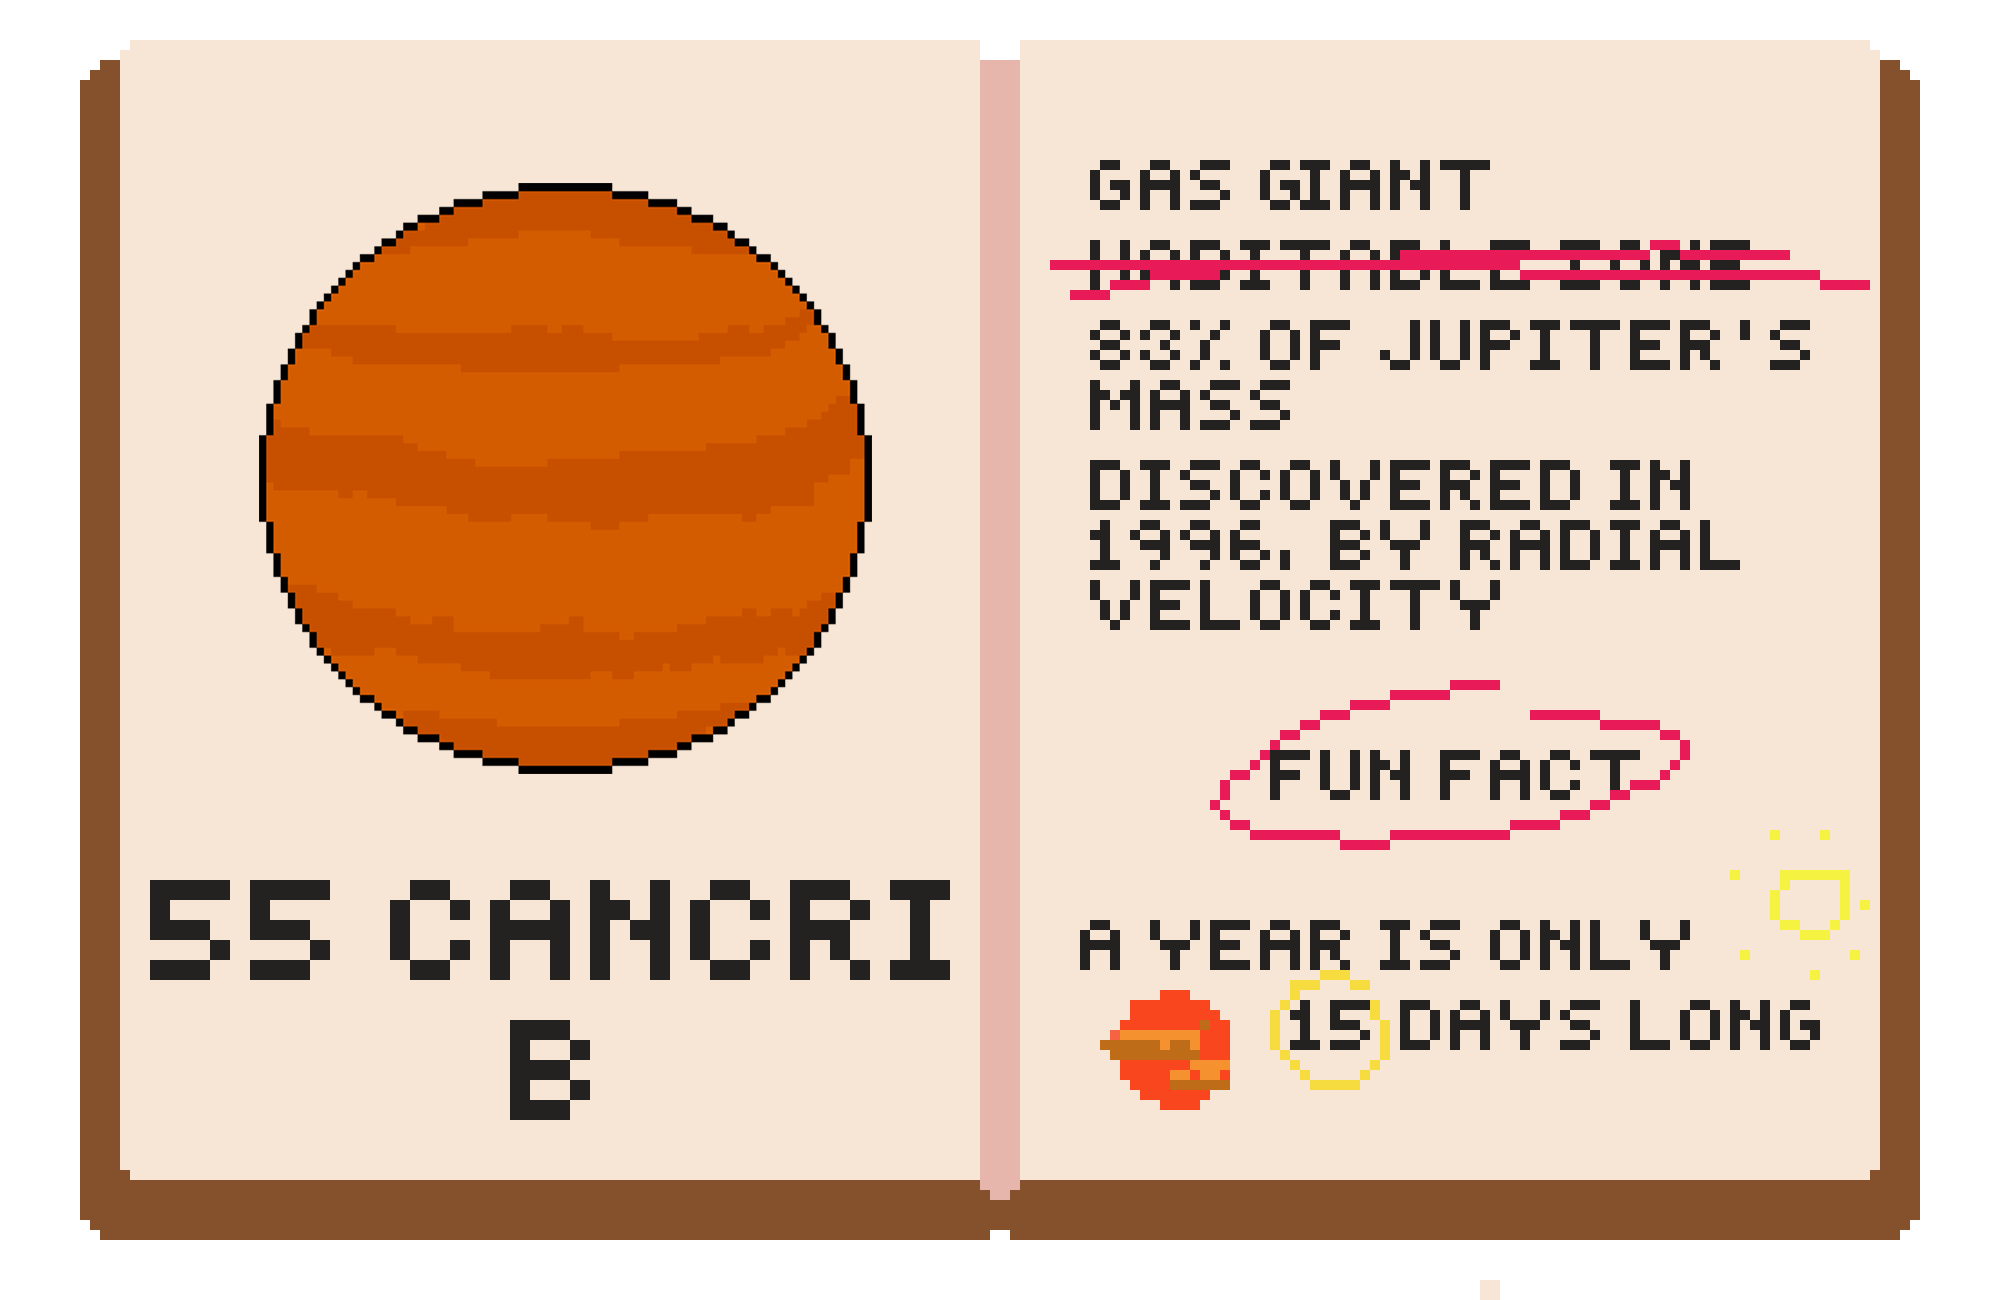 55 CANCRI
B
GAS GIANT
HABITABLE ZONE
83% OF JUPITER'S
MASS
DISCOVERED IN
1996, BY RADIAL
VELOCITY
FUN FACT
A YEAR IS ONLY
15 DAYS LONG